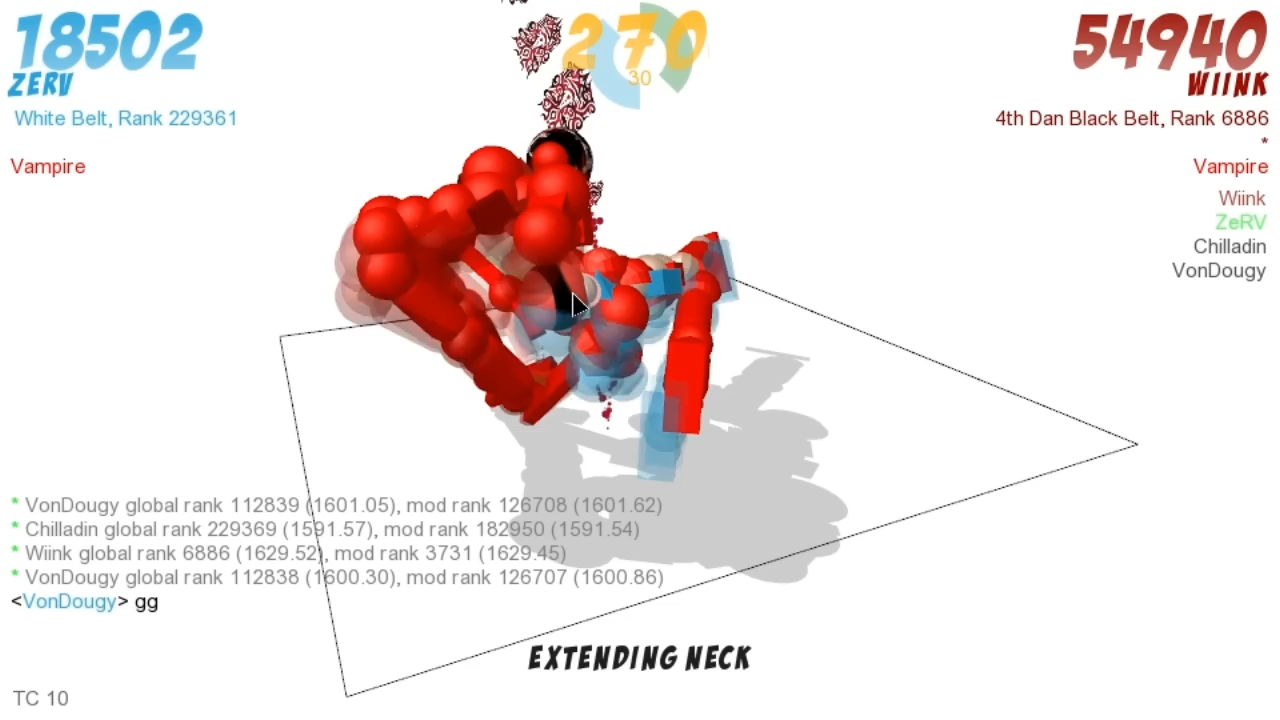 18502
ZERV
White Belt, Rank 229361
Vampire
270
30
54940
WIINK
4th Dan Black Belt, Rank 6886
*
Vampire
Wiink
ZeRV
Chilladin
VonDougy
* VonDougy global rank 112839 (1601.05), mod rank 126708 (1601.62)
* Chilladin global rank 229369 (1591.57), mod rank 182950 (1591.54)
* Wiink global rank 6886 (1629.52), mod rank 3731 (1629.45)
* VonDougy global rank 112838 (1600.30), mod rank 126707 (1600.86)
<VonDougy> gg
EXTENDING NECK
TC 10